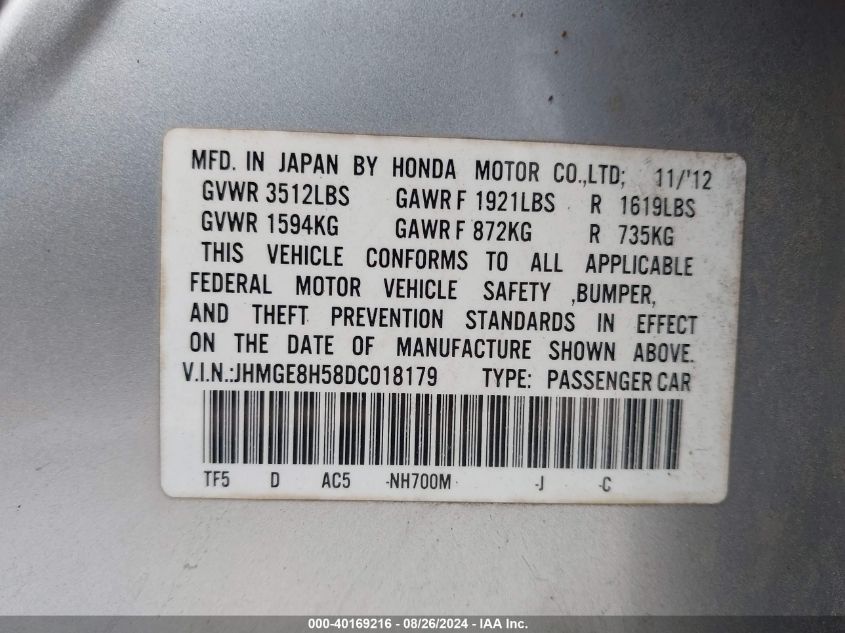 MFD. IN JAPAN BY HONDA MOTOR CO.,LTD; 11/'12
GVWR 3512LBS GAWR F 1921LBS R 1619LBS
GVWR 1594KG GAWR F 872KG R 735KG
THIS VEHICLE CONFORMS TO ALL APPLICABLE
FEDERAL MOTOR VEHICLE SAFETY ,BUMPER,
AND THEFT PREVENTION STANDARDS IN EFFECT
ON THE DATE OF MANUFACTURE SHOWN ABOVE.
V.I.N.:JHMGE8H58DC018179 TYPE: PASSENGER CAR
TF5 D AC5 -NH700M -J -C
000-40169216 - 08/26/2024 - IAA Inc.